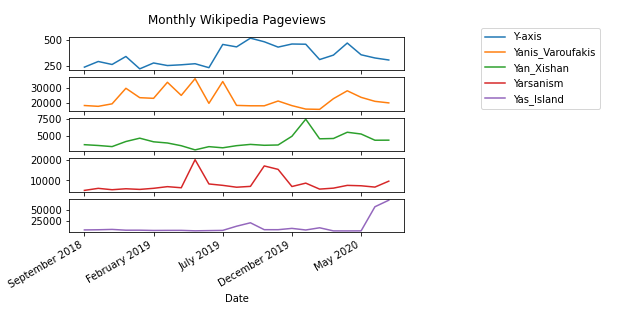 Monthly Wikipedia Pageviews
Y-axis
Yanis_Varoufakis
Yan_Xishan
Yarsanism
Yas_Island
500
250
30000
20000
7500
5000
20000
10000
50000
25000
September 2018
February 2019
July 2019
December 2019
May 2020
Date